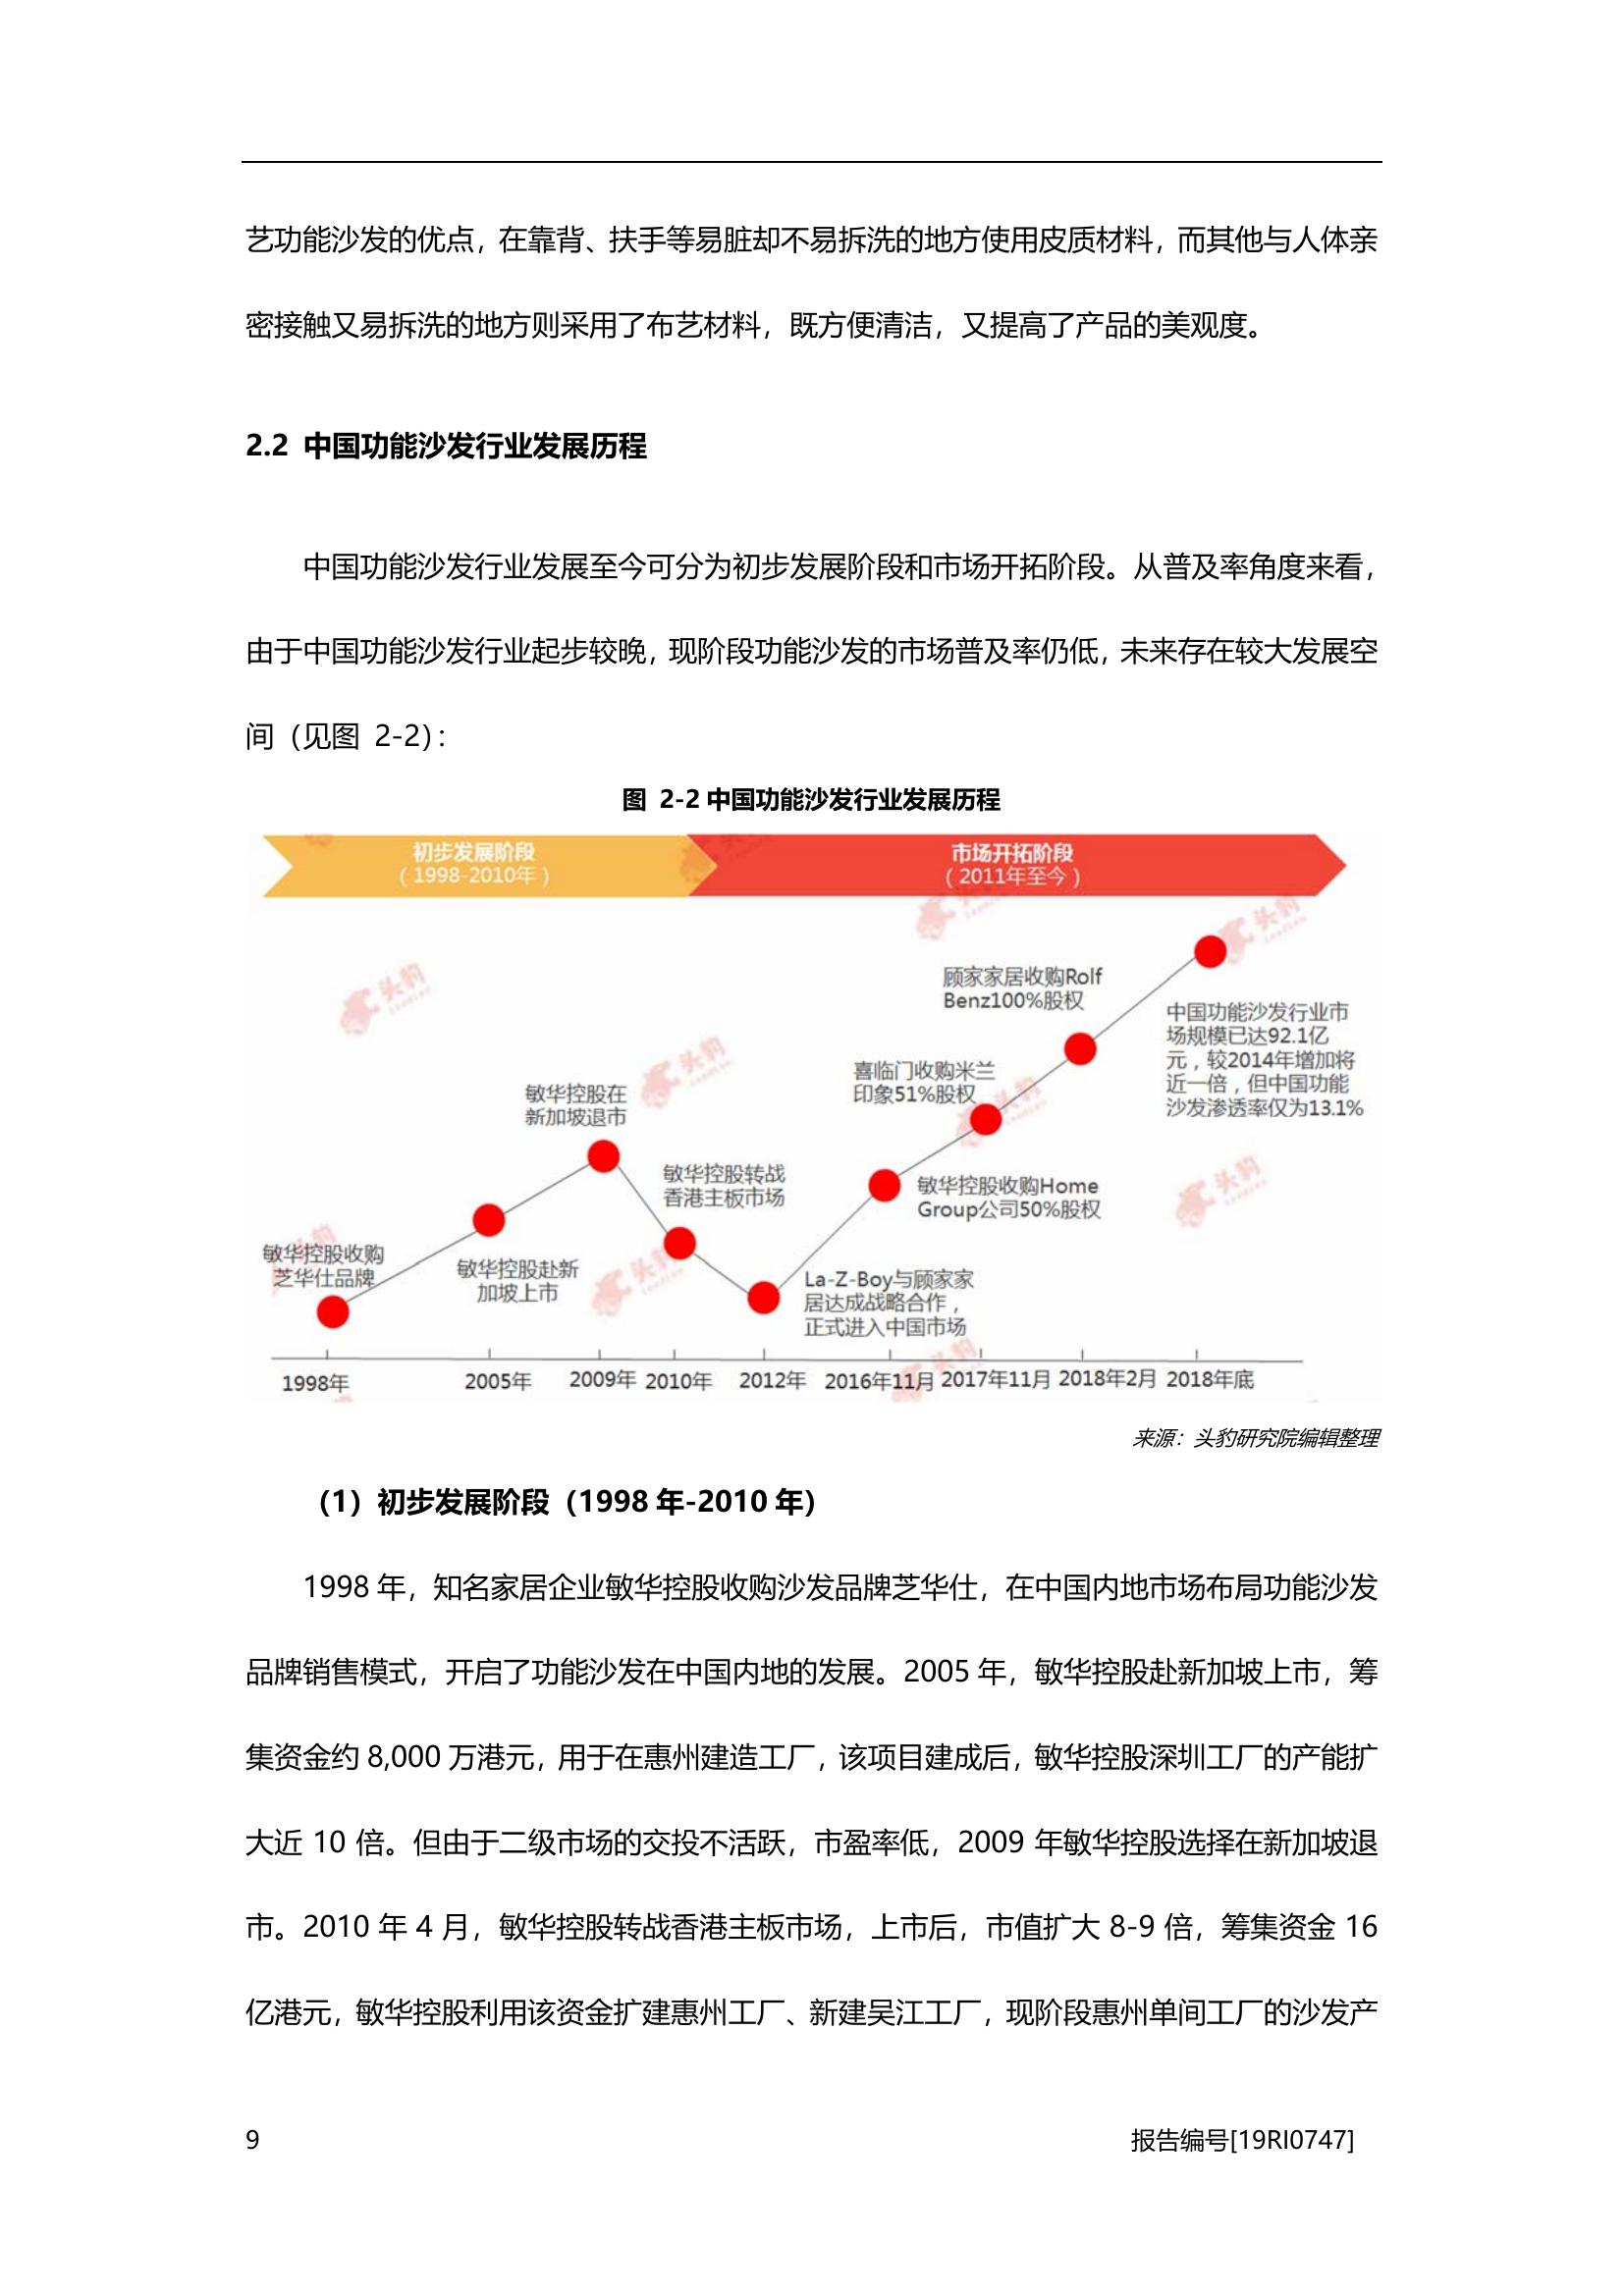 艺功能沙发的优点，在靠背、扶手等易脏却不易拆洗的地方使用皮质材料，而其他与人体亲
密接触又易拆洗的地方则采用了布艺材料，既方便清洁，又提高了产品的美观度。
2.2 中国功能沙发行业发展历程
中国功能沙发行业发展至今可分为初步发展阶段和市场开拓阶段。从普及率角度来看，
由于中国功能沙发行业起步较晚，现阶段功能沙发的市场普及率仍低，未来存在较大发展空
间（见图 2-2）：
图 2-2 中国功能沙发行业发展历程
初步发展阶段
（1998-2010年）
市场开拓阶段
（2011年至今）
敏华控股收购
芝华仕品牌
敏华控股赴新
加坡上市
敏华控股在
新加坡退市
敏华控股转战
香港主板市场
La-Z-Boy与顾家家
居达成战略合作，
正式进入中国市场
敏华控股收购Home
Group公司50%股权
喜临门收购米兰
印象51%股权
顾家家居收购Rolf
Benz100%股权
中国功能沙发行业市
场规模已达92.1亿
元，较2014年增加将
近一倍，但中国功能
沙发渗透率仅为13.1%
1998年 2005年 2009年 2010年 2012年 2016年11月 2017年11月 2018年2月 2018年底
来源：头豹研究院编辑整理
（1）初步发展阶段（1998 年-2010 年）
1998 年，知名家居企业敏华控股收购沙发品牌芝华仕，在中国内地市场布局功能沙发
品牌销售模式，开启了功能沙发在中国内地的发展。2005 年，敏华控股赴新加坡上市，筹
集资金约 8,000 万港元，用于在惠州建造工厂，该项目建成后，敏华控股深圳工厂的产能扩
大近 10 倍。但由于二级市场的交投不活跃，市盈率低，2009 年敏华控股选择在新加坡退
市。2010 年 4 月，敏华控股转战香港主板市场，上市后，市值扩大 8-9 倍，筹集资金 16
亿港元，敏华控股利用该资金扩建惠州工厂、新建吴江工厂，现阶段惠州单间工厂的沙发产
9 报告编号[19RI0747]
头豹
头豹
头豹
头豹
头豹
头豹